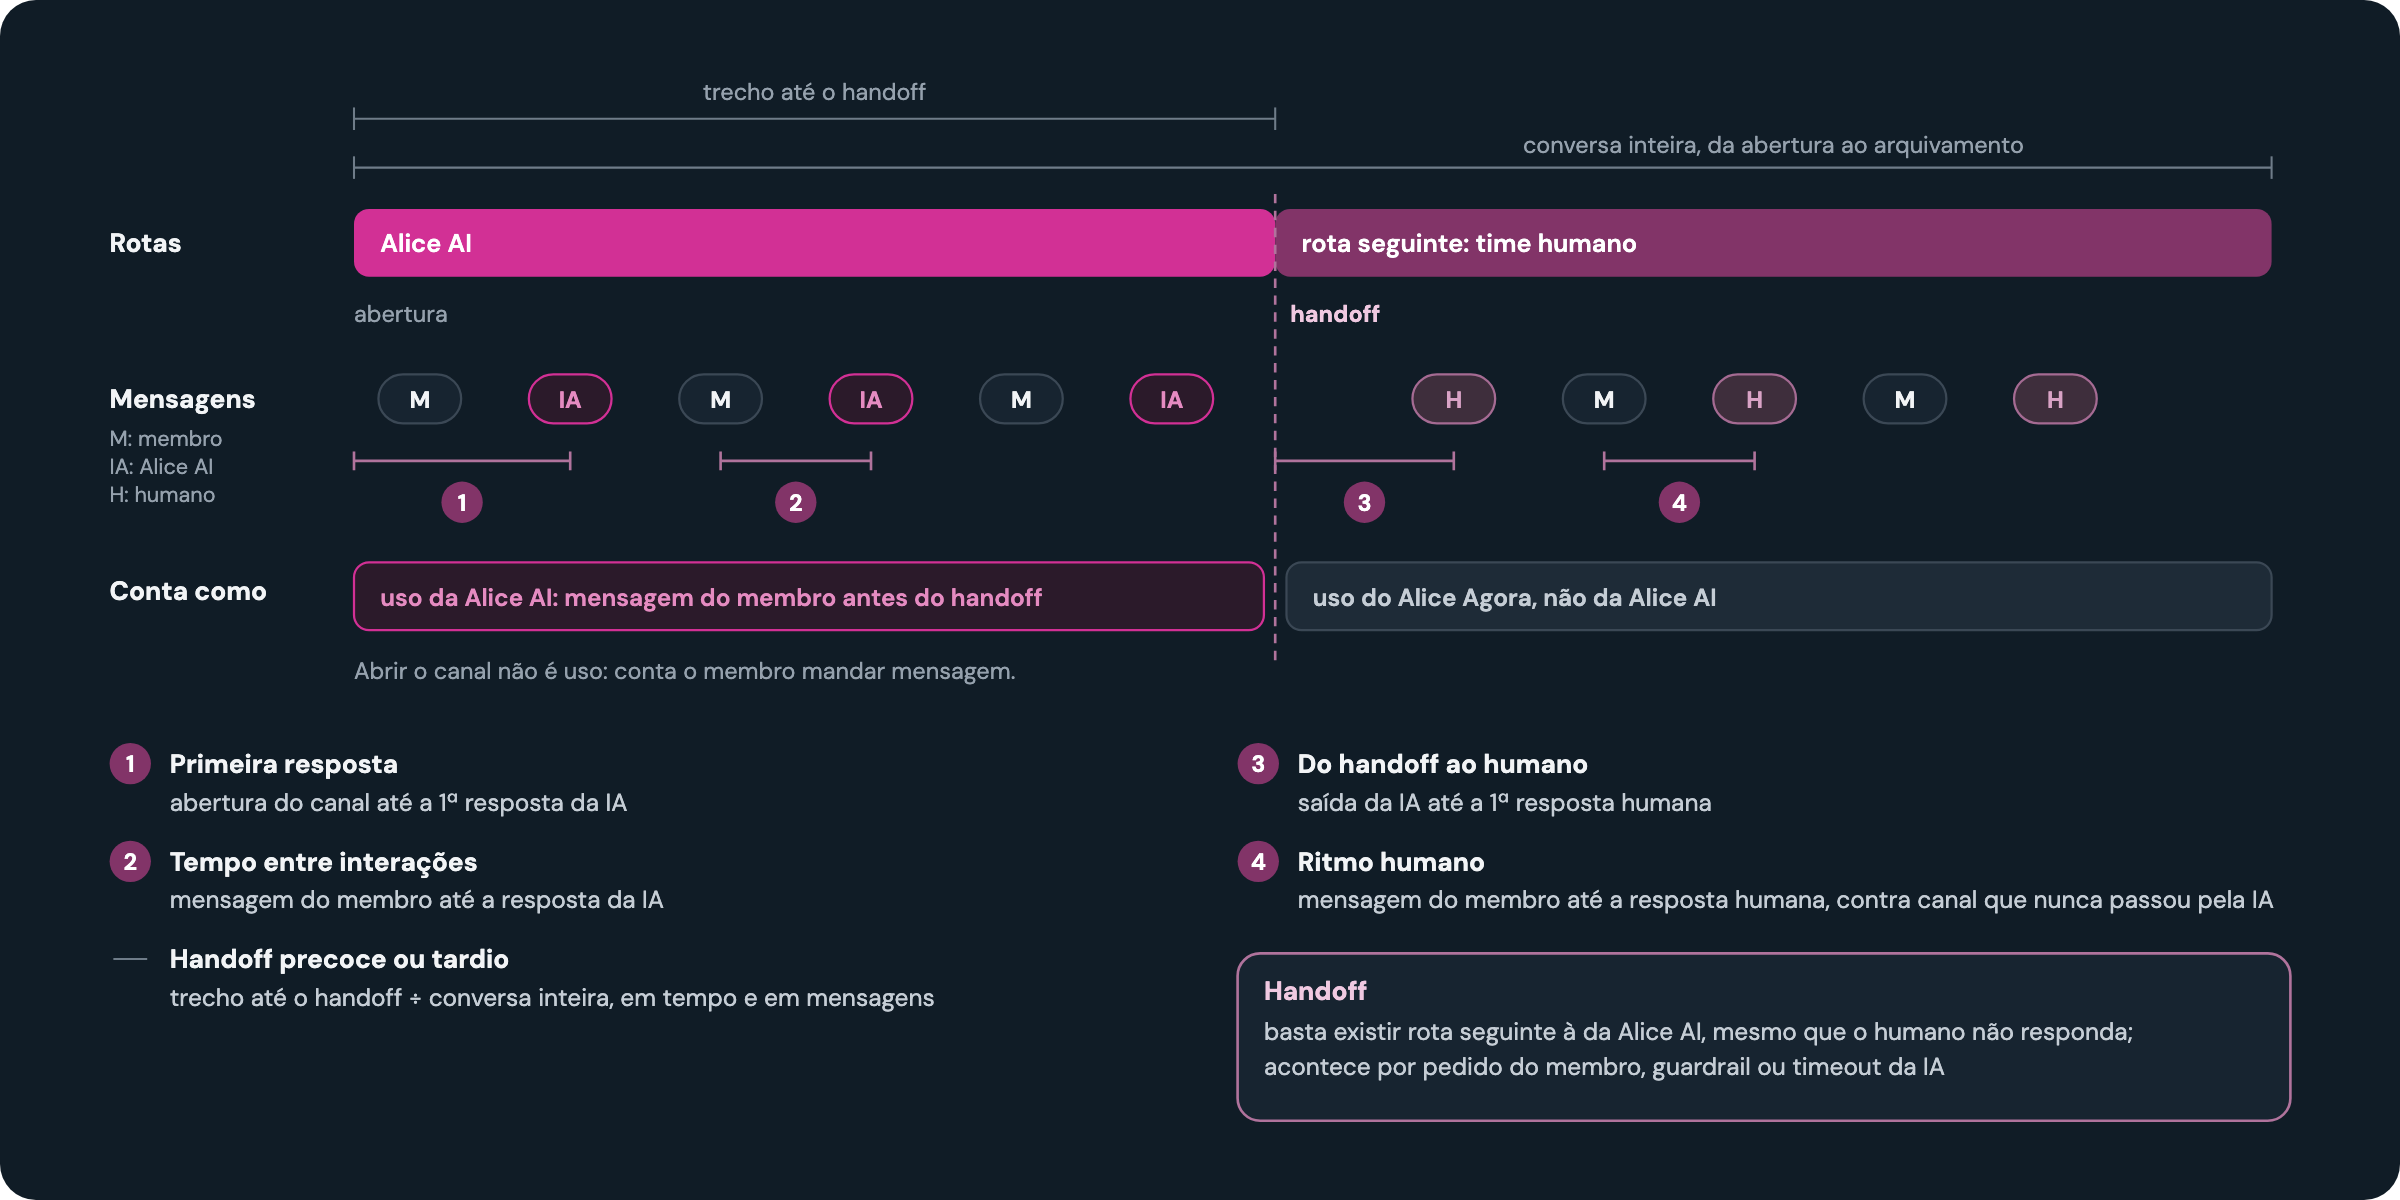 trecho até o handoff
conversa inteira, da abertura ao arquivamento
Rotas
Alice AI
rota seguinte: time humano
abertura
handoff
Mensagens
M IA M IA M IA H M H M H
M: membro
IA: Alice AI
H: humano
1 2 3 4
Conta como
uso da Alice AI: mensagem do membro antes do handoff
uso do Alice Agora, não da Alice AI
Abrir o canal não é uso: conta o membro mandar mensagem.
1 Primeira resposta
abertura do canal até a 1ª resposta da IA
2 Tempo entre interações
mensagem do membro até a resposta da IA
Handoff precoce ou tardio
trecho até o handoff ÷ conversa inteira, em tempo e em mensagens
3 Do handoff ao humano
saída da IA até a 1ª resposta humana
4 Ritmo humano
mensagem do membro até a resposta humana, contra canal que nunca passou pela IA
Handoff
basta existir rota seguinte à da Alice AI, mesmo que o humano não responda;
acontece por pedido do membro, guardrail ou timeout da IA